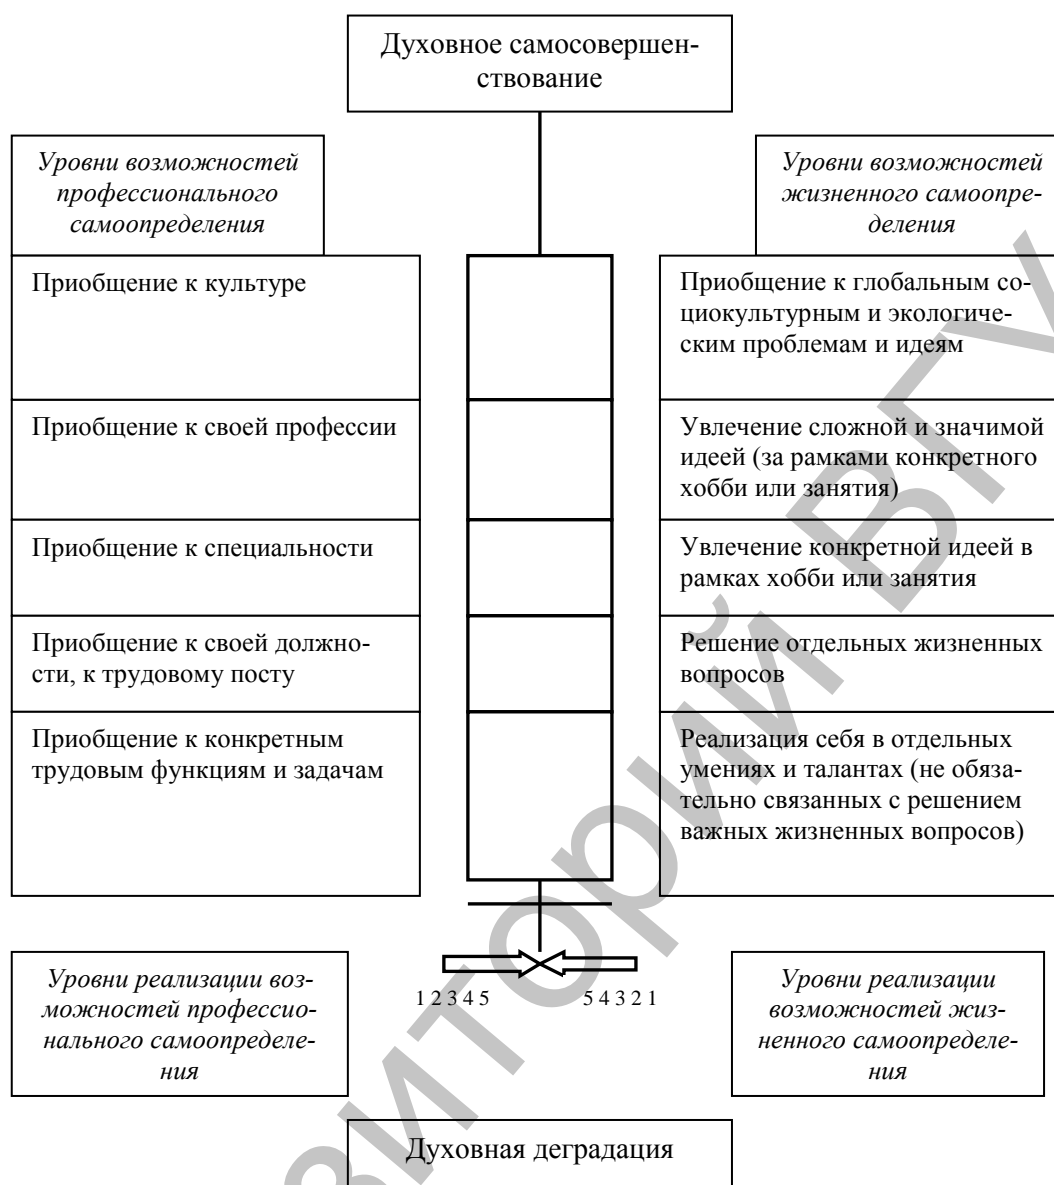 Духовное самосовершен-
ствование
Уровни возможностей
профессионального
самоопределения
Уровни возможностей
жизненного самоопре-
деления
Приобщение к культуре
Приобщение к глобальным со-
циокультурным и экологиче-
ским проблемам и идеям
Приобщение к своей профессии
Увлечение сложной и значимой
идеей (за рамками конкретного
хобби или занятия)
Приобщение к специальности
Увлечение конкретной идеей в
рамках хобби или занятия
Приобщение к своей должно-
сти, к трудовому посту
Решение отдельных жизненных
вопросов
Приобщение к конкретным
трудовым функциям и задачам
Реализация себя в отдельных
умениях и талантах (не обяза-
тельно связанных с решением
важных жизненных вопросов)
Уровни реализации воз-
можностей профессио-
нального самоопределе-
ния
1 2 3 4 5
5 4 3 2 1
Уровни реализации
возможностей жиз-
ненного самоопределе-
ния
Духовная деградация
зиторий ВГУ